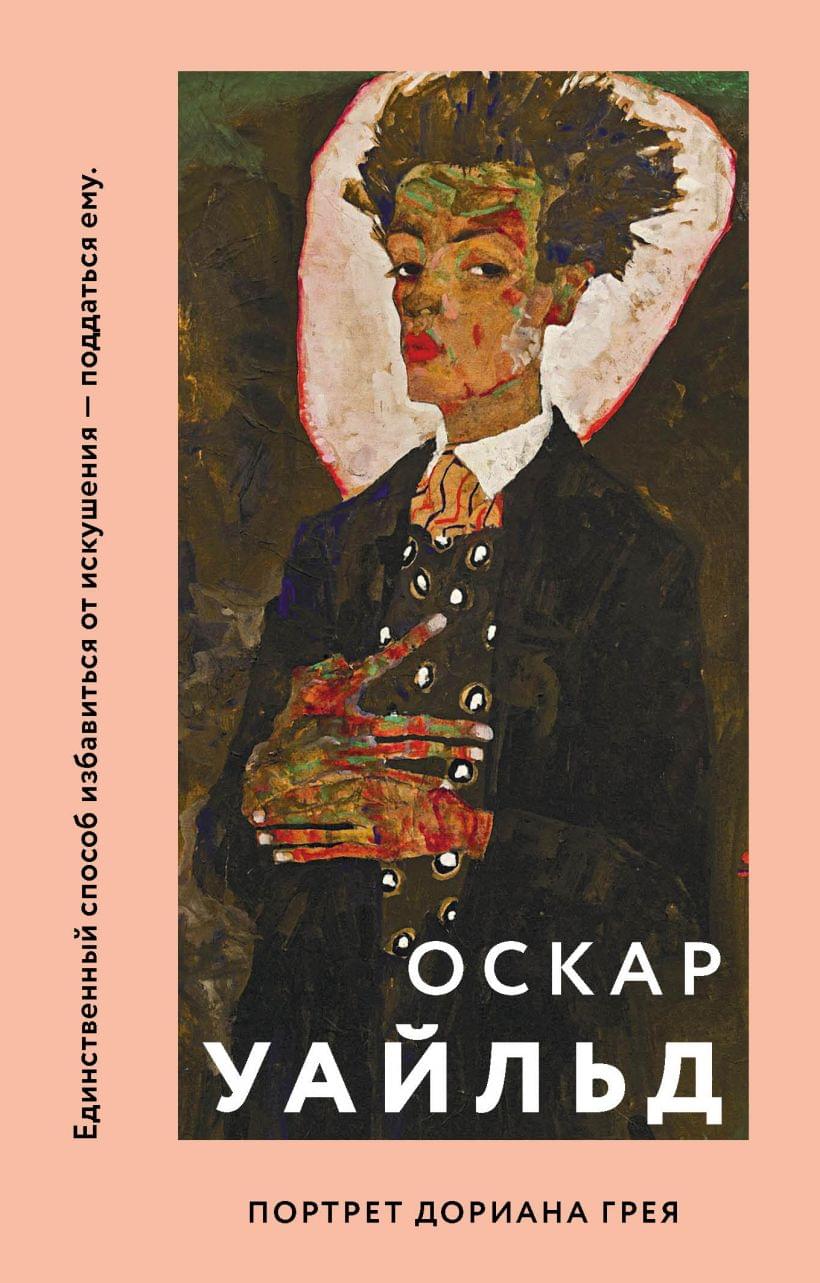 Единственный способ избавиться от искушения — поддаться ему.
ОСКАР
УАЙЛЬД
ПОРТРЕТ ДОРИАНА ГРЕЯ